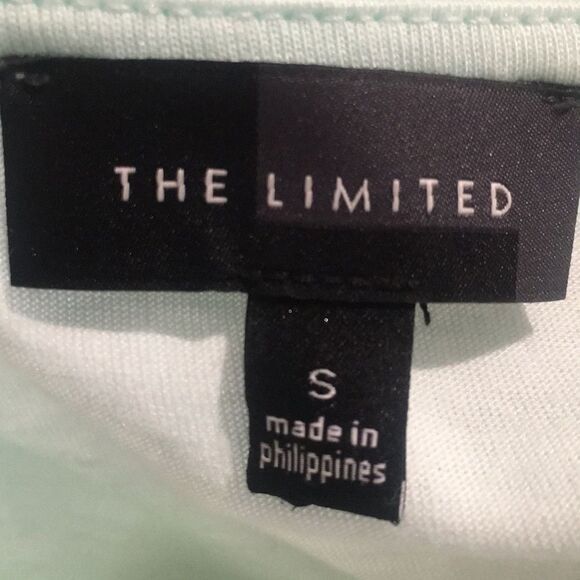 THE LIMITED
S
made in
philippines